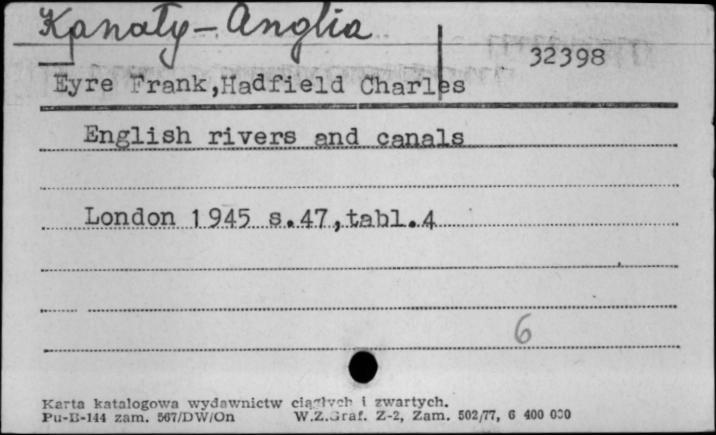 Kanały – Anglia
32398
Eyre Frank,Hadfield Charles
English rivers and canals
London 1945 s.47,tabl.4
6
Karta katalogowa wydawnictw ciągłych i zwartych.
Pu-B-144 zam. 567/DW/On W.Z.Graf. Z-2, Zam. 502/77, 6 400 000